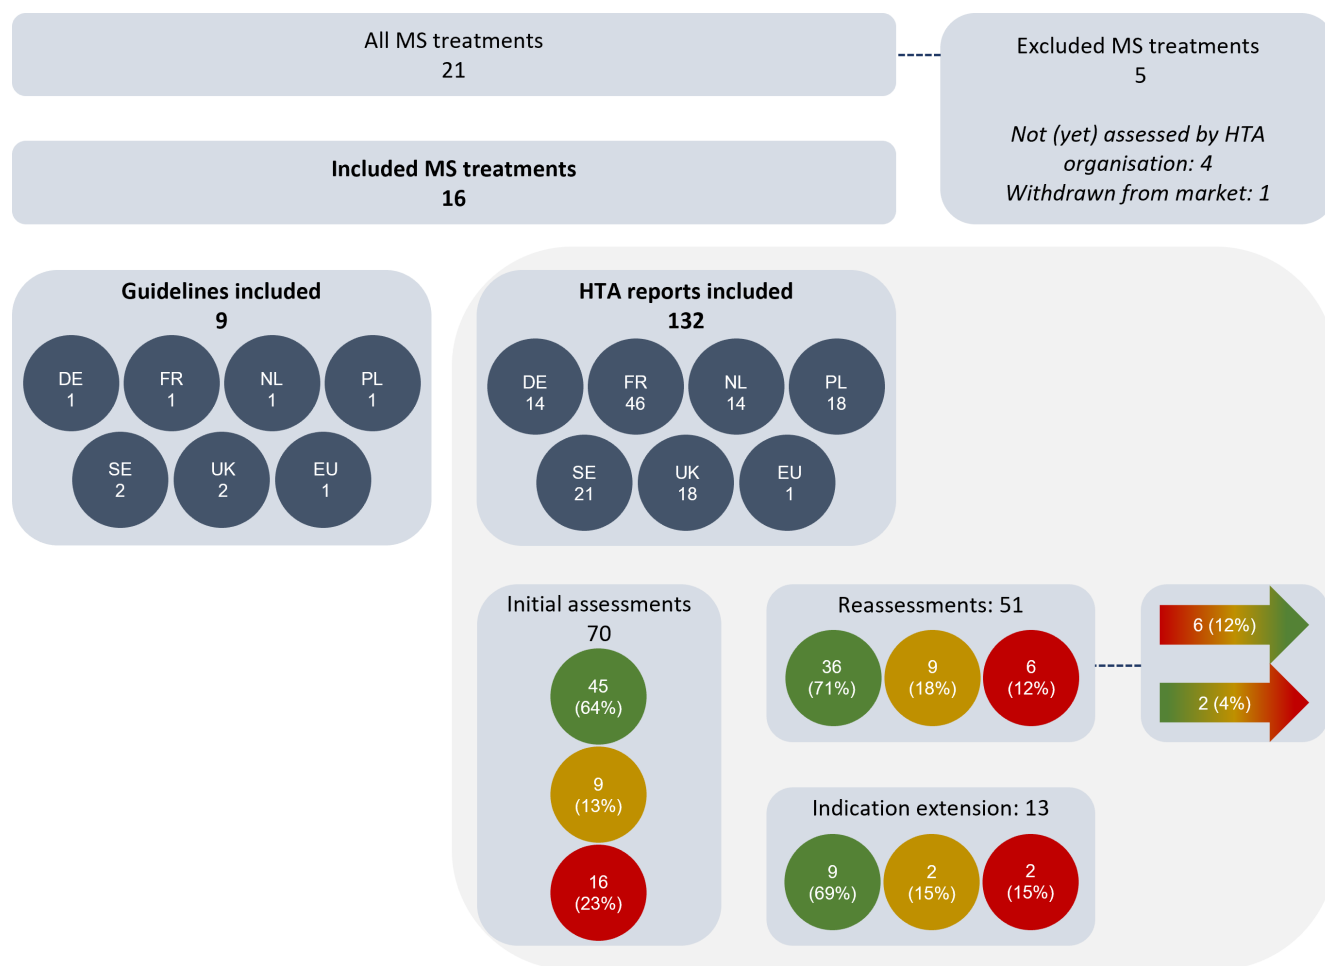 All MS treatments
21
Excluded MS treatments
5
Not (yet) assessed by HTA
organisation: 4
Withdrawn from market: 1
Included MS treatments
16
Guidelines included
9
DE
1
FR
1
NL
1
PL
1
SE
2
UK
2
EU
1
HTA reports included
132
DE
14
FR
46
NL
14
PL
18
SE
21
UK
18
EU
1
Initial assessments
70
45
(64%)
9
(13%)
16
(23%)
Reassessments: 51
36
(71%)
9
(18%)
6
(12%)
6 (12%)
2 (4%)
Indication extension: 13
9
(69%)
2
(15%)
2
(15%)